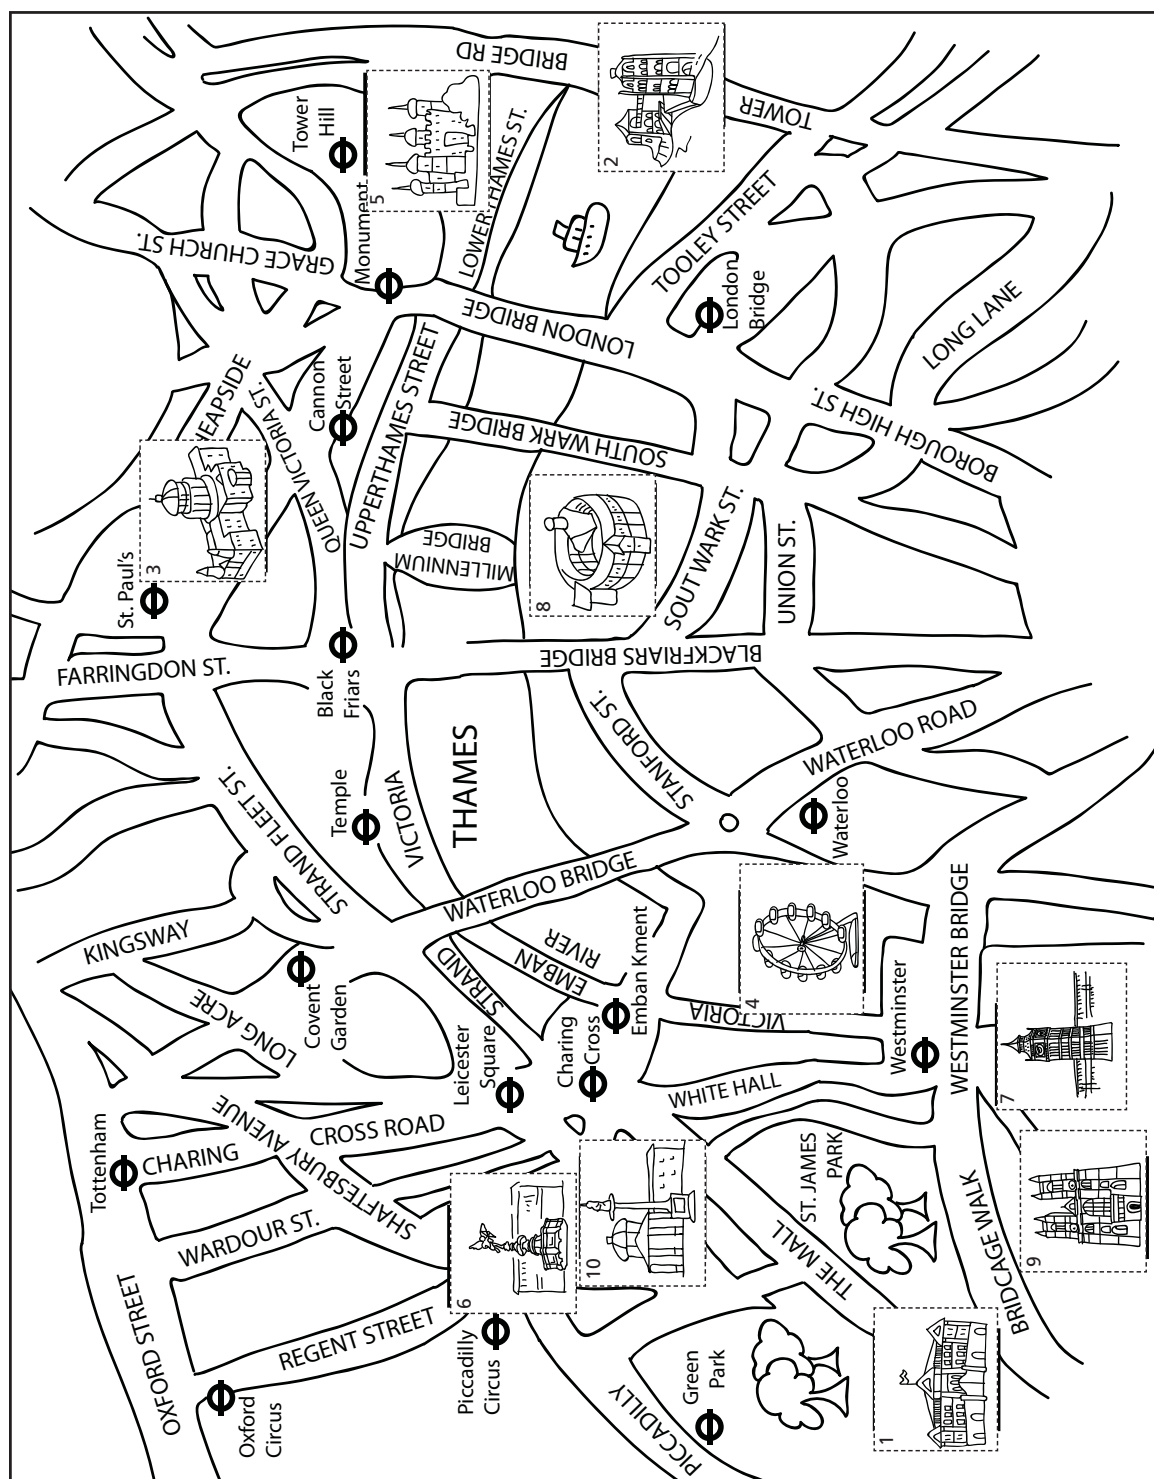 OXFORD STREET
Oxford
Circus
REGENT STREET
WARDOUR ST.
Tottenham
CHARING
CROSS ROAD
SHAFTESBURY AVENUE
LONG ACRE
KINGSWAY
Covent
Garden
Leicester
Square
Piccadilly
Circus
6
10
PICCADILLY
Green
Park
1
THE MALL
ST. JAMES
PARK
BRIDCAGE WALK
9
7
WHITE HALL
Westminster
WESTMINSTER BRIDGE
VICTORIA
4
Charing
Cross
Emban Kment
STRAND
EMBAN
RIVER
STRAND FLEET ST.
Temple
VICTORIA
THAMES
WATERLOO BRIDGE
Waterloo
WATERLOO ROAD
STANFORD ST.
FARRINGDON ST.
Black
Friars
BLACKFRIARS BRIDGE
St. Paul's
3
HEAPSIDE
QUEEN VICTORIA ST.
UPPERTHAMES STREET
Cannon
Street
MILLENNIUM
BRIDGE
8
SOUTH WARK BRIDGE
SOUT WARK ST.
UNION ST.
BOROUGH HIGH ST.
LONG LANE
London
Bridge
LONDON BRIDGE
TOOLEY STREET
GRACE CHURCH ST.
Monument
Tower
Hill
5
LOWER THAMES ST.
2
TOWER
BRIDGE RD